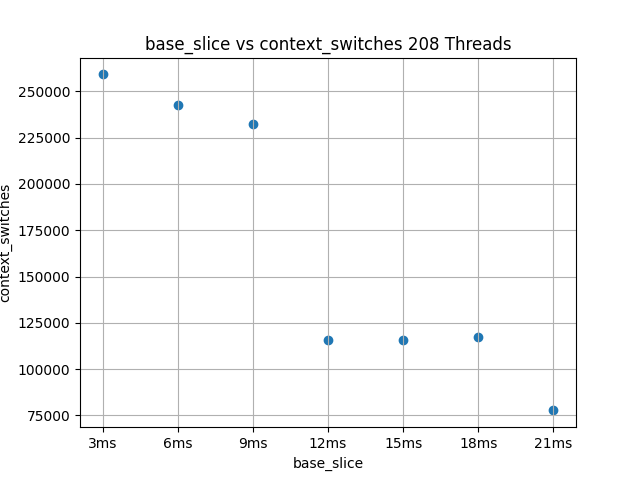 base_slice vs context_switches 208 Threads
context_switches
250000
225000
200000
175000
150000
125000
100000
75000
3ms 6ms 9ms 12ms 15ms 18ms 21ms
base_slice